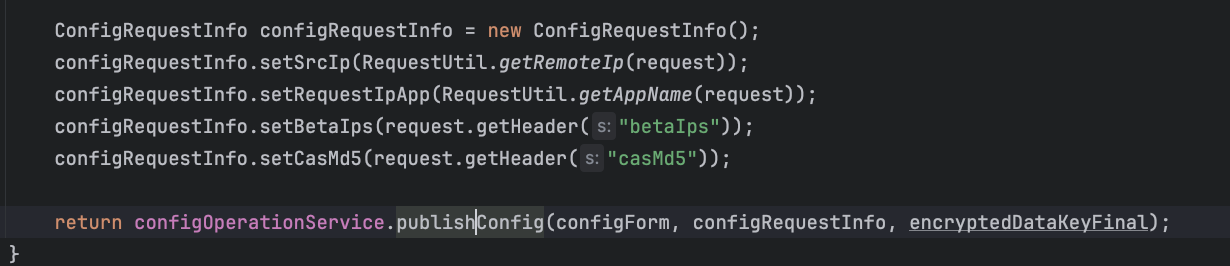 ConfigRequestInfo configRequestInfo = new ConfigRequestInfo();
configRequestInfo.setSrcIp(RequestUtil.getRemoteIp(request));
configRequestInfo.setRequestIpApp(RequestUtil.getAppName(request));
configRequestInfo.setBetaIps(request.getHeader( s: "betaIps"));
configRequestInfo.setCasMd5(request.getHeader( s: "casMd5"));
return configOperationService.publishConfig(configForm, configRequestInfo, encryptedDataKeyFinal);
}